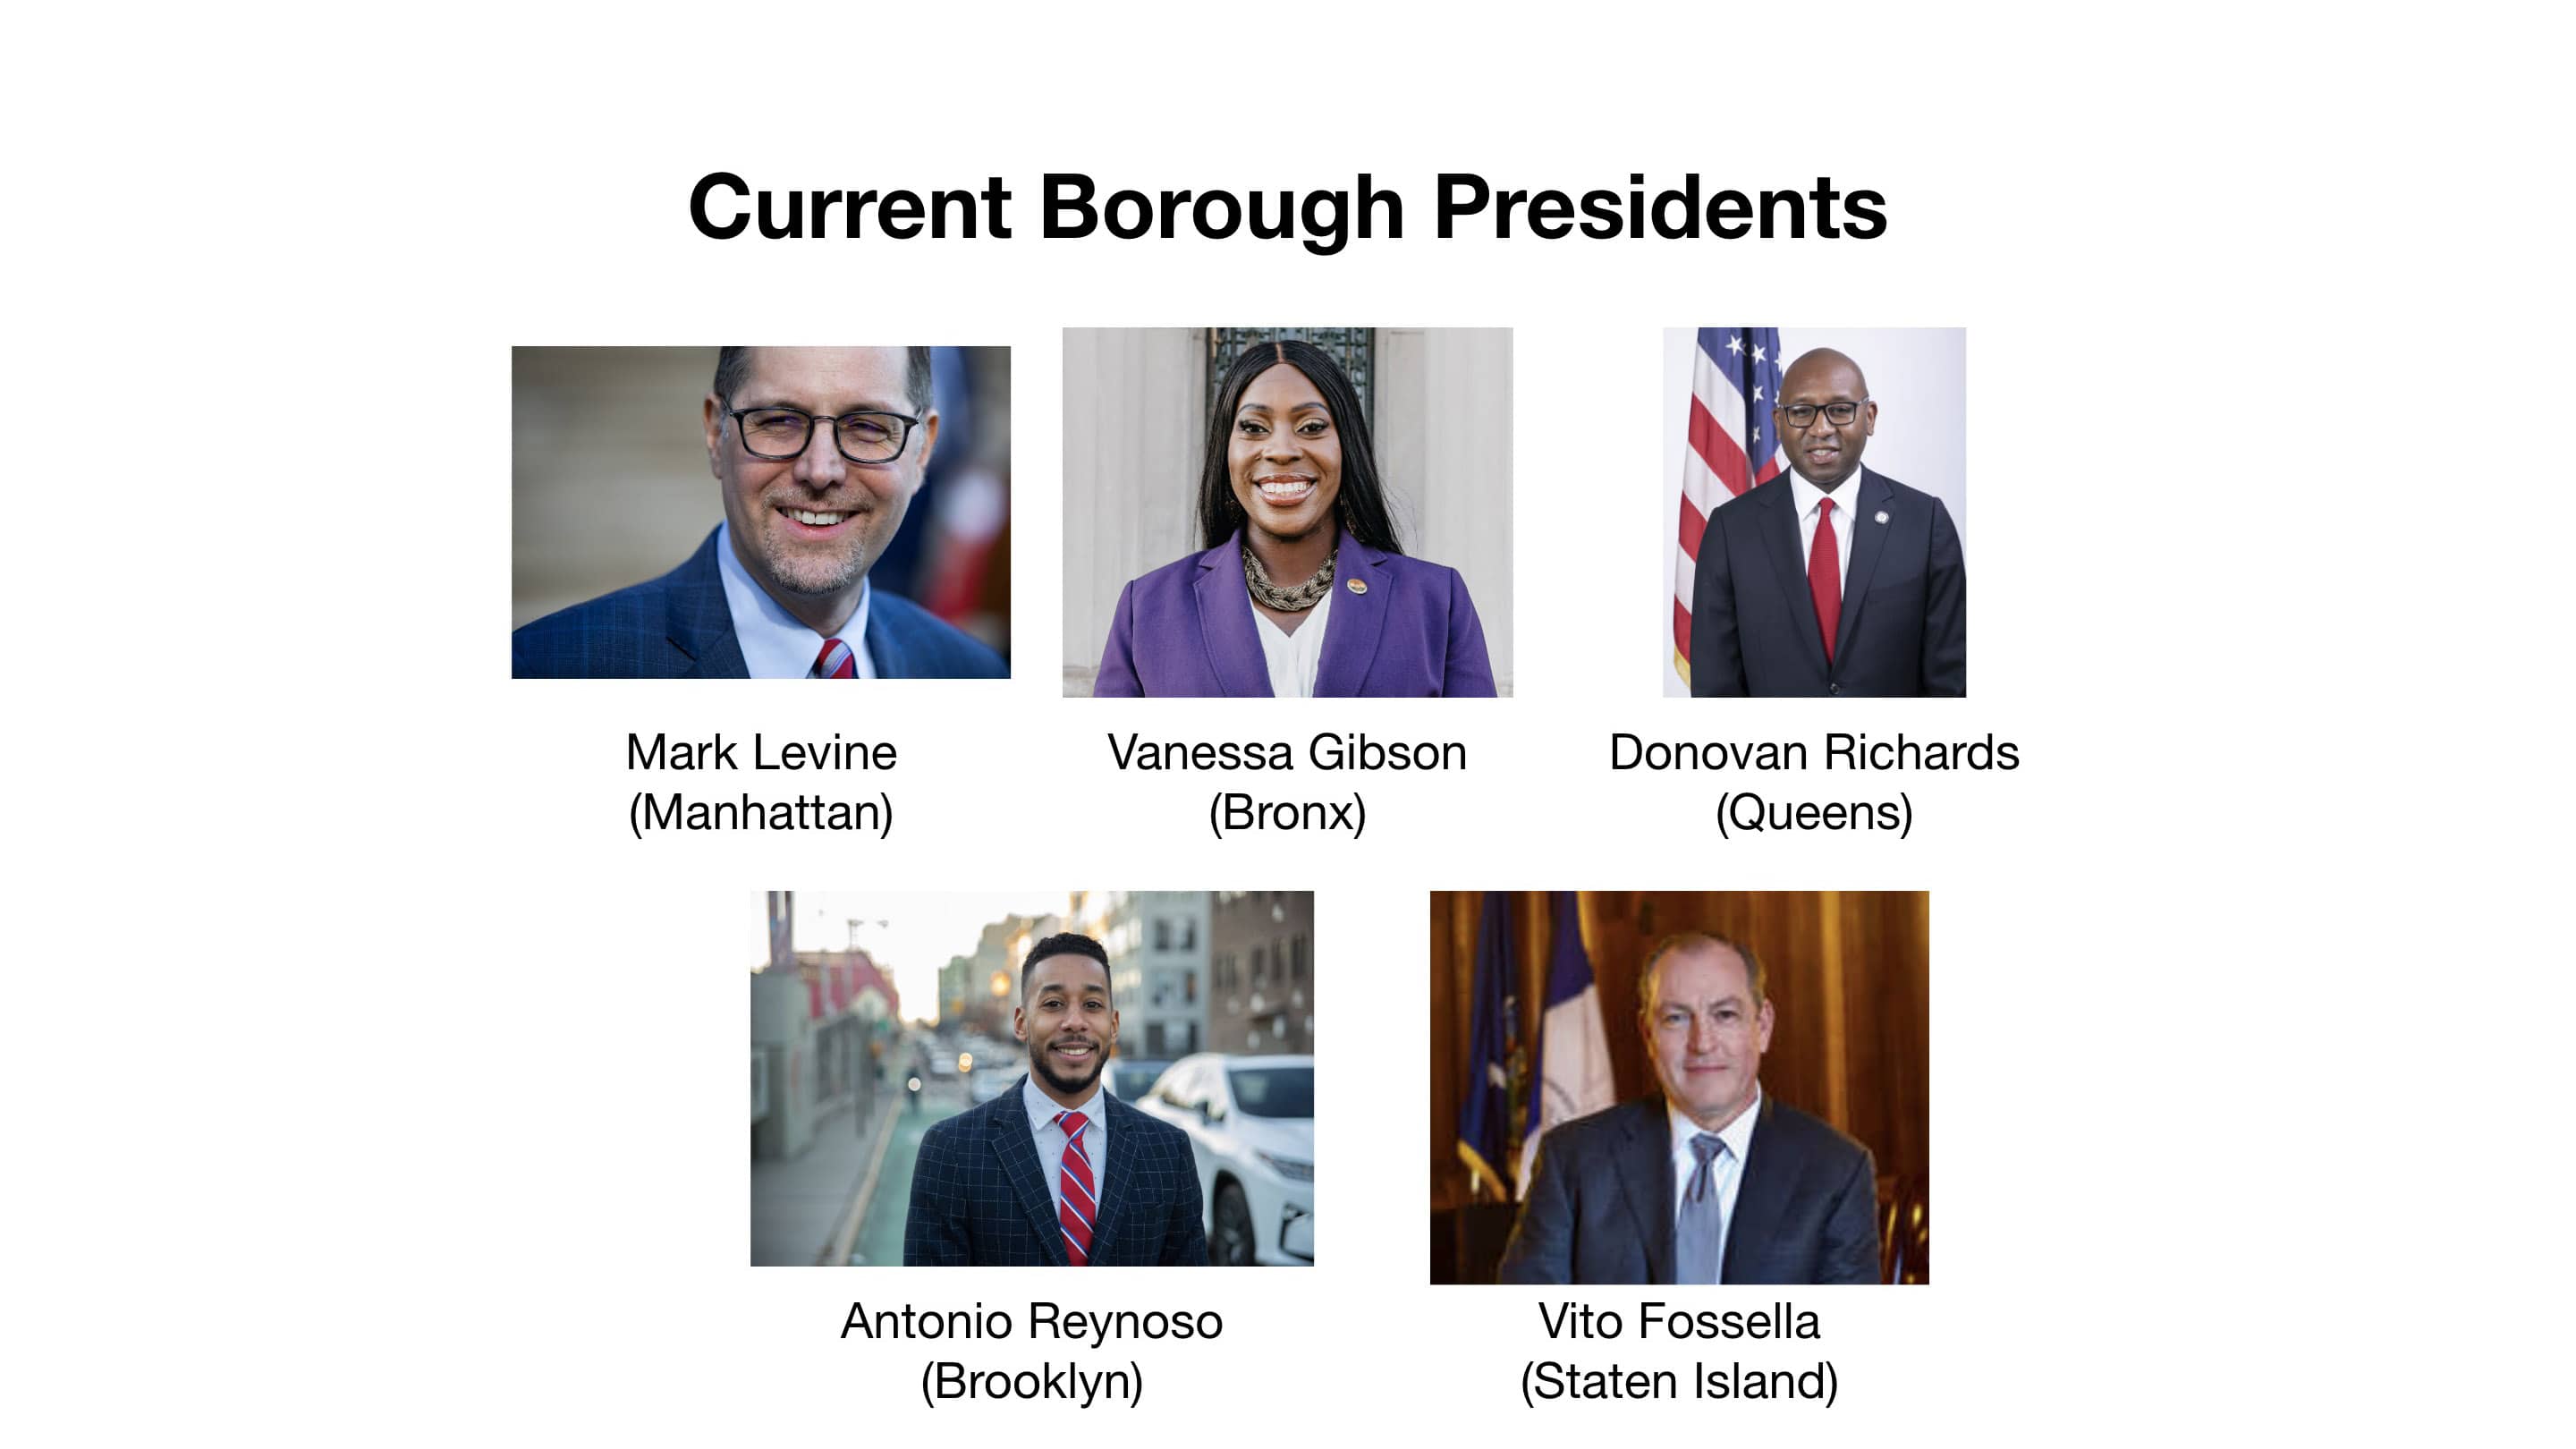 Current Borough Presidents
Mark Levine
(Manhattan)
Vanessa Gibson
(Bronx)
Donovan Richards
(Queens)
Antonio Reynoso
(Brooklyn)
Vito Fossella
(Staten Island)